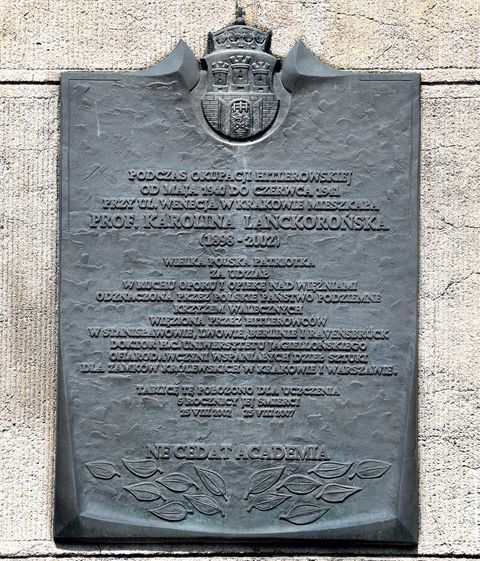 PODCZAS OKUPACJI HITLEROWSKIEJ
OD MAJA 1940 DO CZERWCA 1941
PRZY UL. WENECJA W KRAKOWIE MIESZKAŁA
PROF. KAROLINA LANCKOROŃSKA
(1898-2002)
WIELKA POLSKA PATRIOTKA
ZA UDZIAŁ
W RUCHU OPORU I OPIEKĘ NAD WIĘŹNIAMI
ODZNACZONA PRZEZ POLSKIE PAŃSTWO PODZIEMNE
KRZYŻEM WALECZNYCH
WIĘZIONA PRZEZ HITLEROWCÓW
W STANISŁAWOWIE, LWOWIE, BERLINIE I RAVENSBRÜCK
DOKTOR H.C. UNIWERSYTETU JAGIELLOŃSKIEGO
OFIARODAWCZYNI WSPANIAŁYCH DZIEŁ SZTUKI
DLA ZAMKÓW KRÓLEWSKICH W KRAKOWIE I WARSZAWIE.
TABLICĘ TĘ POŁOŻONO DLA UCZCZENIA
5 ROCZNICY JEJ ŚMIERCI
25 VIII 2002 25 VIII 2007
NE CEDAT ACADEMIA